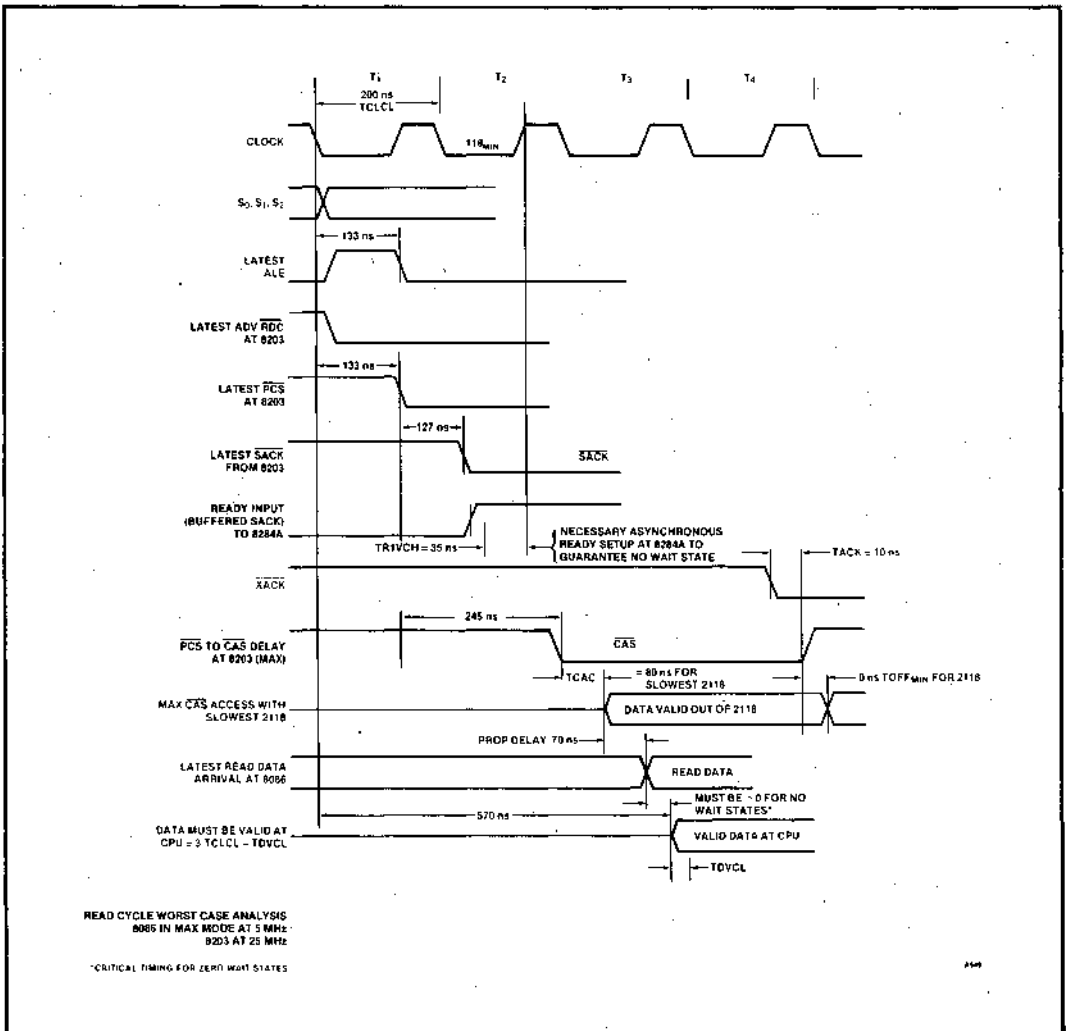 T₁ T₂ T₃ T₄
200 ns
TCLCL
CLOCK
118MIN
S₀, S₁, S₂
133 ns
LATEST
ALE
LATEST ADV RDC
AT 8203
133 ns
LATEST PCS
AT 8203
127 ns
LATEST SACK
FROM 8203
SACK
READY INPUT
(BUFFERED SACK)
TO 8284A
TR1VCH = 35 ns
NECESSARY ASYNCHRONOUS
READY SETUP AT 8284A TO
GUARANTEE NO WAIT STATE
TACK = 10 ns
XACK
245 ns
PCS TO CAS DELAY
AT 8203 (MAX)
CAS
TCAC
= 80 ns FOR
SLOWEST 2118
0 ns TOFFMIN FOR 2118
MAX CAS ACCESS WITH
SLOWEST 2118
DATA VALID OUT OF 2118
PROP DELAY 70 ns
LATEST READ DATA
ARRIVAL AT 8086
READ DATA
MUST BE 0 FOR NO
WAIT STATES*
570 ns
DATA MUST BE VALID AT
CPU = 3 TCLCL – TDVCL
VALID DATA AT CPU
TDVCL
READ CYCLE WORST CASE ANALYSIS
8086 IN MAX MODE AT 5 MHz
8203 AT 25 MHz
*CRITICAL TIMING FOR ZERO WAIT STATES